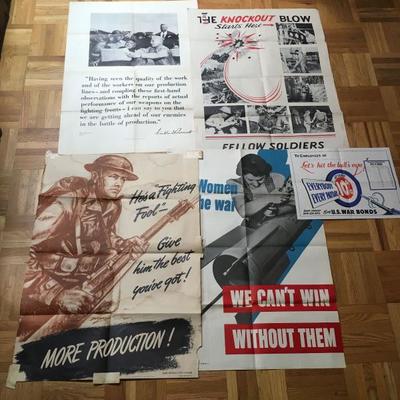 "Having seen the quality of the work
and of the workers on our production
lines—and coupling these first-hand
observations with the reports of actual
performance of our weapons on the
fighting fronts—I can say to you that
we are getting ahead of our enemies
in the battle of production."
THE KNOCKOUT BLOW
Starts Here
FELLOW SOLDIERS
He's a Fighting
Fool—
Give
him the best
you've got!
MORE PRODUCTION!
Women
the war
WE CAN'T WIN
WITHOUT THEM
TO EMPLOYEES OF
Let's hit the bull's eye!
EVERYBODY
EVERY PAYDAY
10%
U.S. WAR BONDS